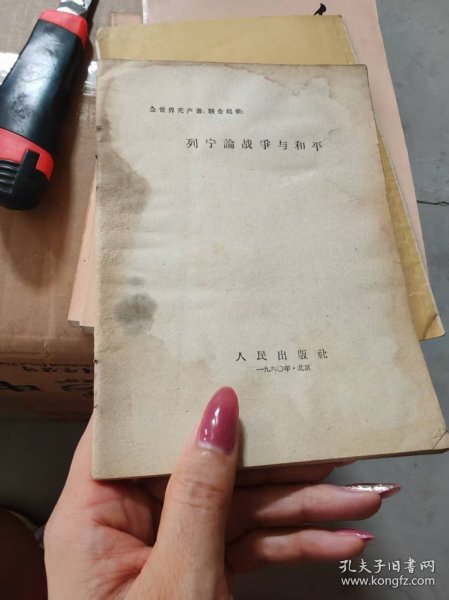 全世界无产者，联合起来！
列宁論战爭与和平
人民出版社
一九六〇年·北京
孔夫子旧书网
www.kongfz.com